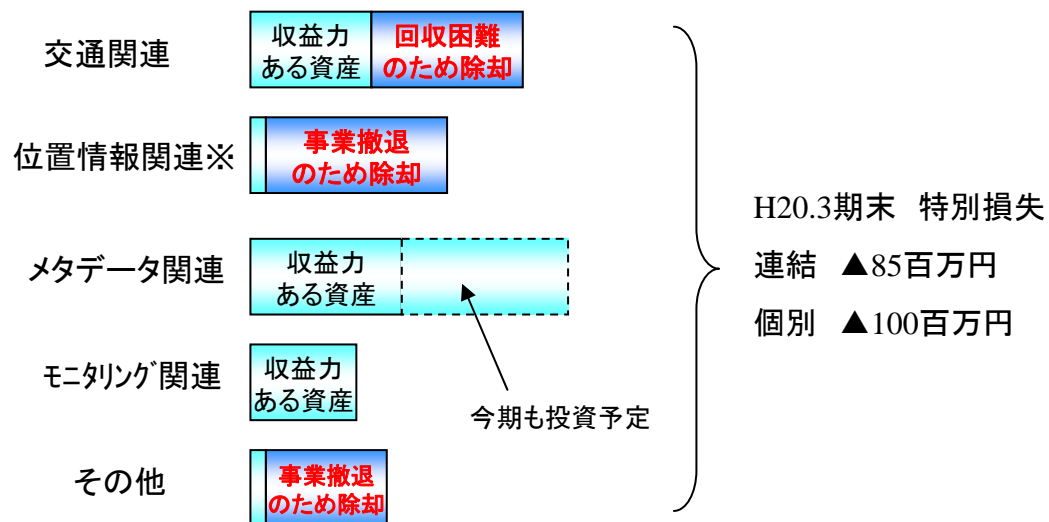 交通関連
収益力
ある資産
回収困難
のため除却
位置情報関連※
事業撤退
のため除却
メタデータ関連
収益力
ある資産
今期も投資予定
ﾓﾆﾀﾘﾝｸﾞ関連
収益力
ある資産
その他
事業撤退
のため除却
H20.3期末 特別損失
連結 ▲85百万円
個別 ▲100百万円